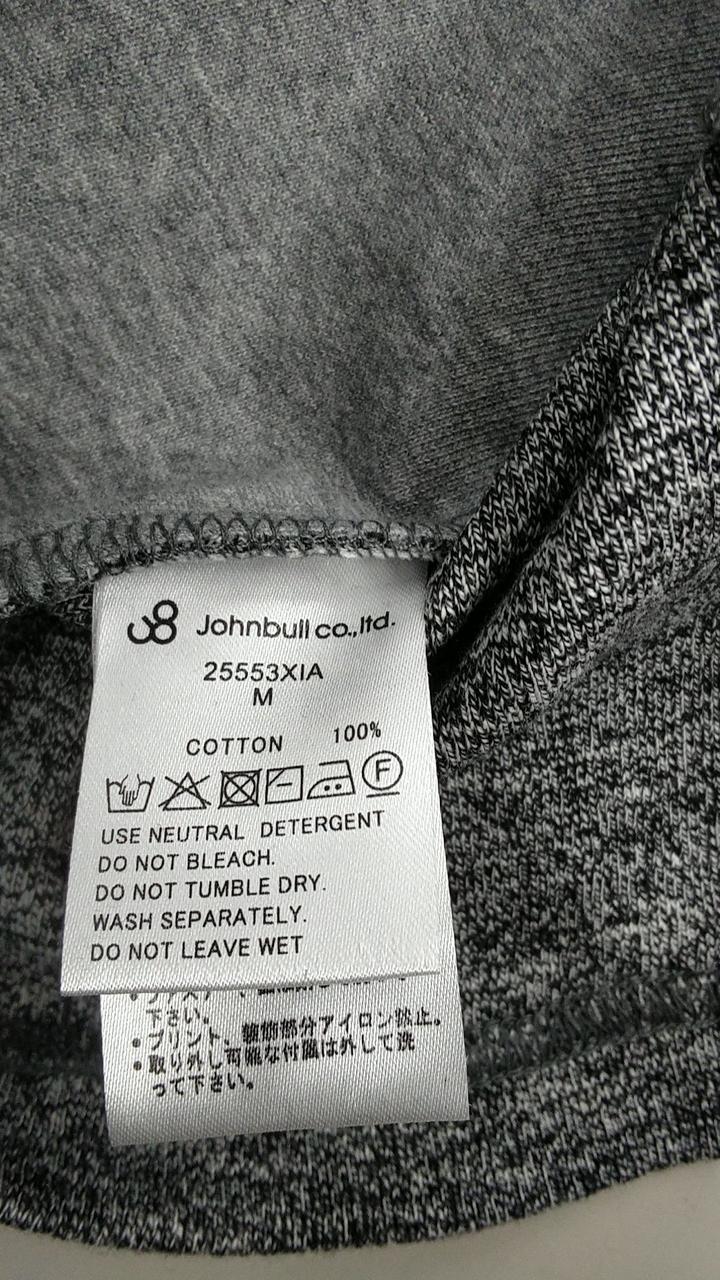 Johnbull co.,ltd.
25553XIA
M
COTTON 100%
F
USE NEUTRAL DETERGENT
DO NOT BLEACH.
DO NOT TUMBLE DRY.
WASH SEPARATELY.
DO NOT LEAVE WET
下さい。
・プリント、装飾部分アイロン禁止。
・取り外し可能な付属は外して洗
って下さい。